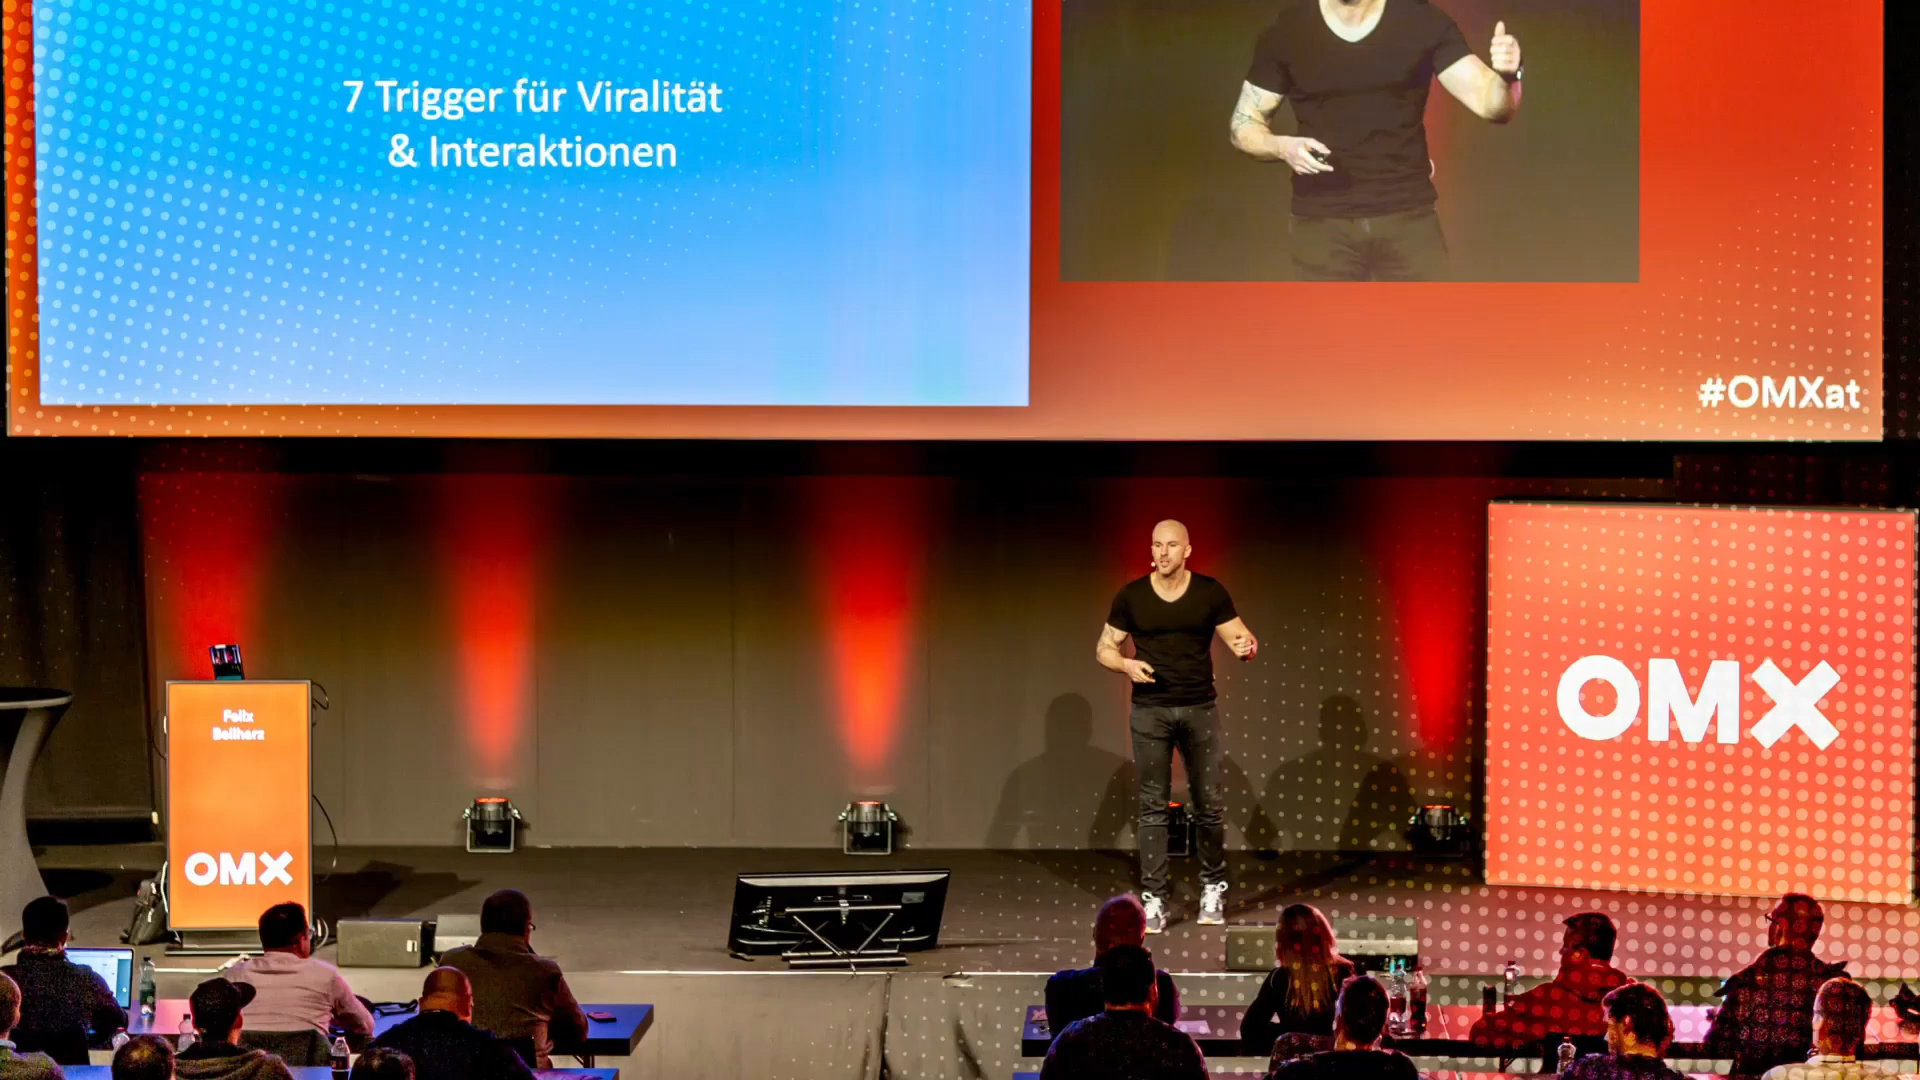 7 Trigger für Viralität
& Interaktionen
#OMXat
Felix
Beilharz
OMX
OMX